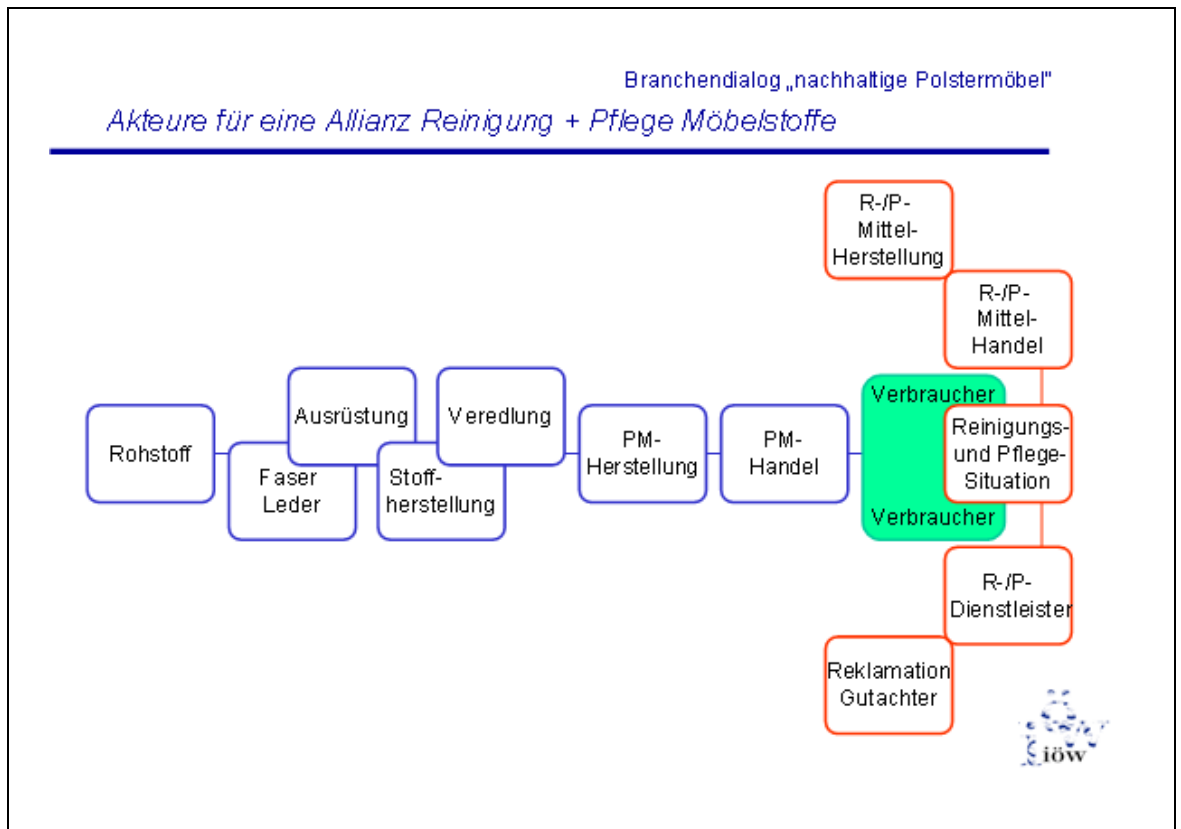 Branchendialog „nachhaltige Polstermöbel"
Akteure für eine Allianz Reinigung + Pflege Möbelstoffe
R-/P-
Mittel-
Herstellung
R-/P-
Mittel-
Handel
Rohstoff
Faser
Leder
Ausrüstung
Stoff-
herstellung
Veredlung
PM-
Herstellung
PM-
Handel
Verbraucher
Reinigungs-
und Pflege-
Situation
Verbraucher
R-/P-
Dienstleister
Reklamation
Gutachter
iöw